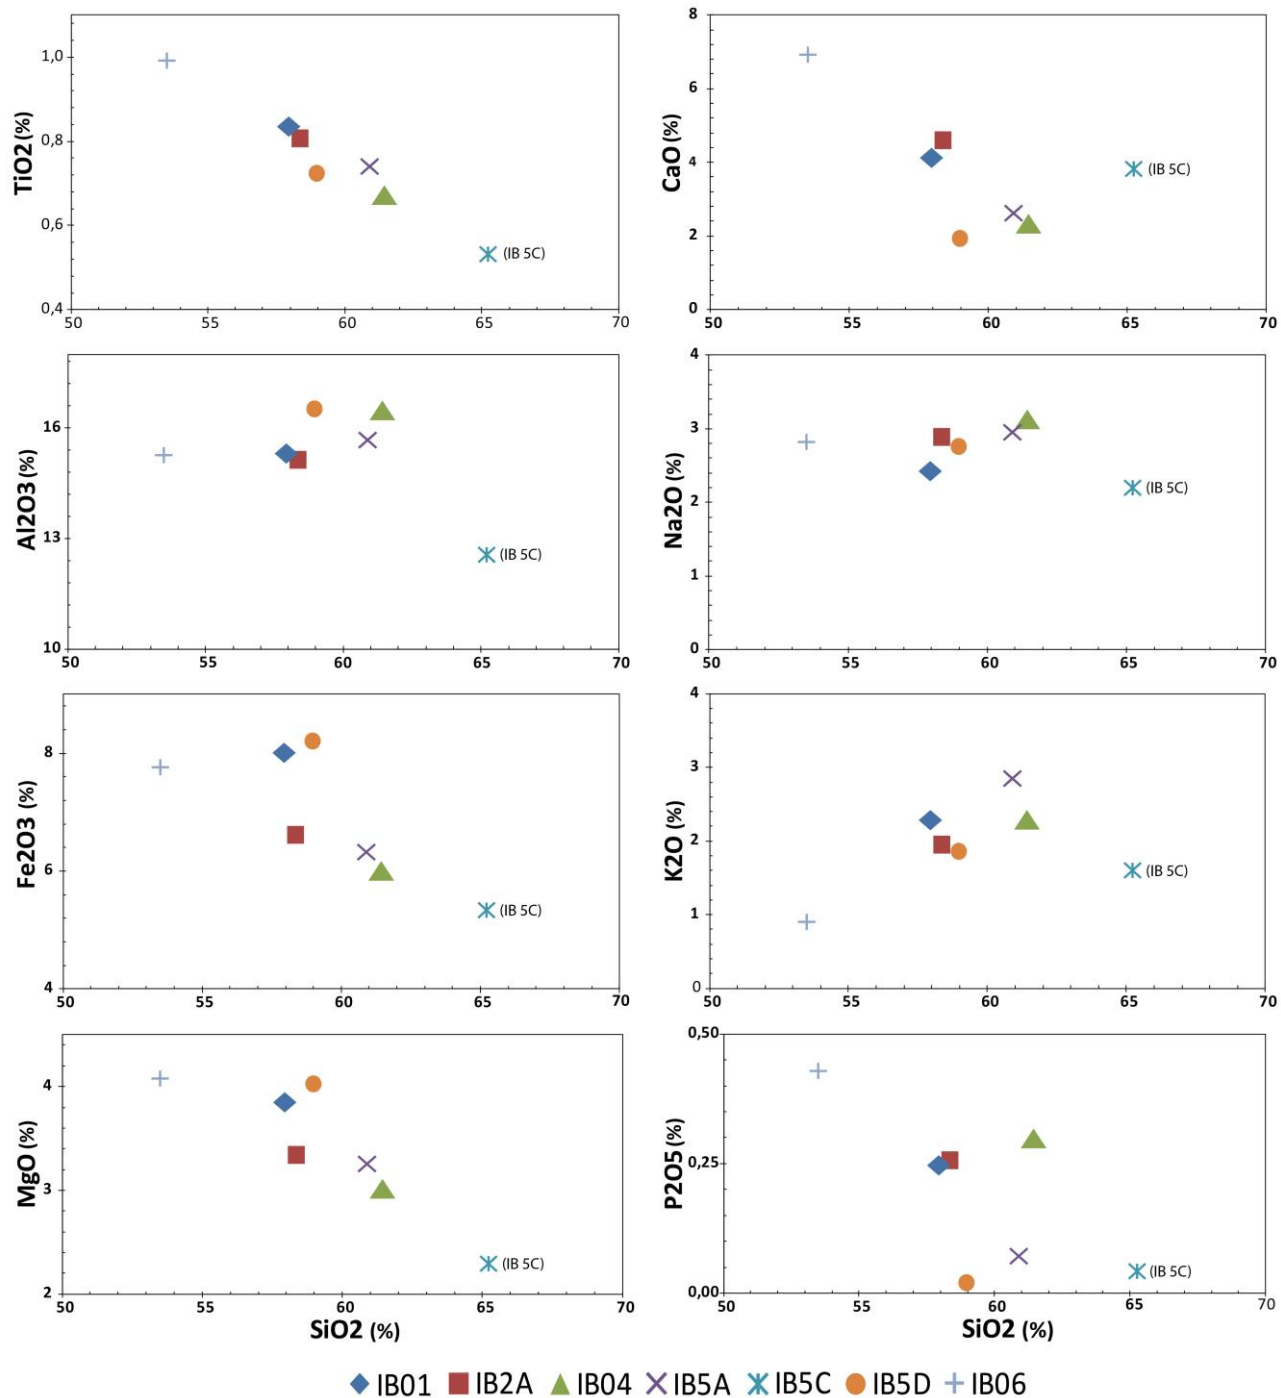 TiO2 (%)
1,0
0,8
0,6
0,4
50 55 60 65 70
(IB 5C)
CaO (%)
8
6
4
2
0
50 55 60 65 70
(IB 5C)
Al2O3 (%)
16
13
10
50 55 60 65 70
(IB 5C)
Na2O (%)
4
3
2
1
0
50 55 60 65 70
(IB 5C)
Fe2O3 (%)
8
6
4
50 55 60 65 70
(IB 5C)
K2O (%)
4
3
2
1
0
50 55 60 65 70
(IB 5C)
MgO (%)
4
3
2
50 55 60 65 70
(IB 5C)
SiO2 (%)
P2O5 (%)
0,50
0,25
0,00
50 55 60 65 70
(IB 5C)
SiO2 (%)
IB01 IB2A IB04 IB5A IB5C IB5D IB06